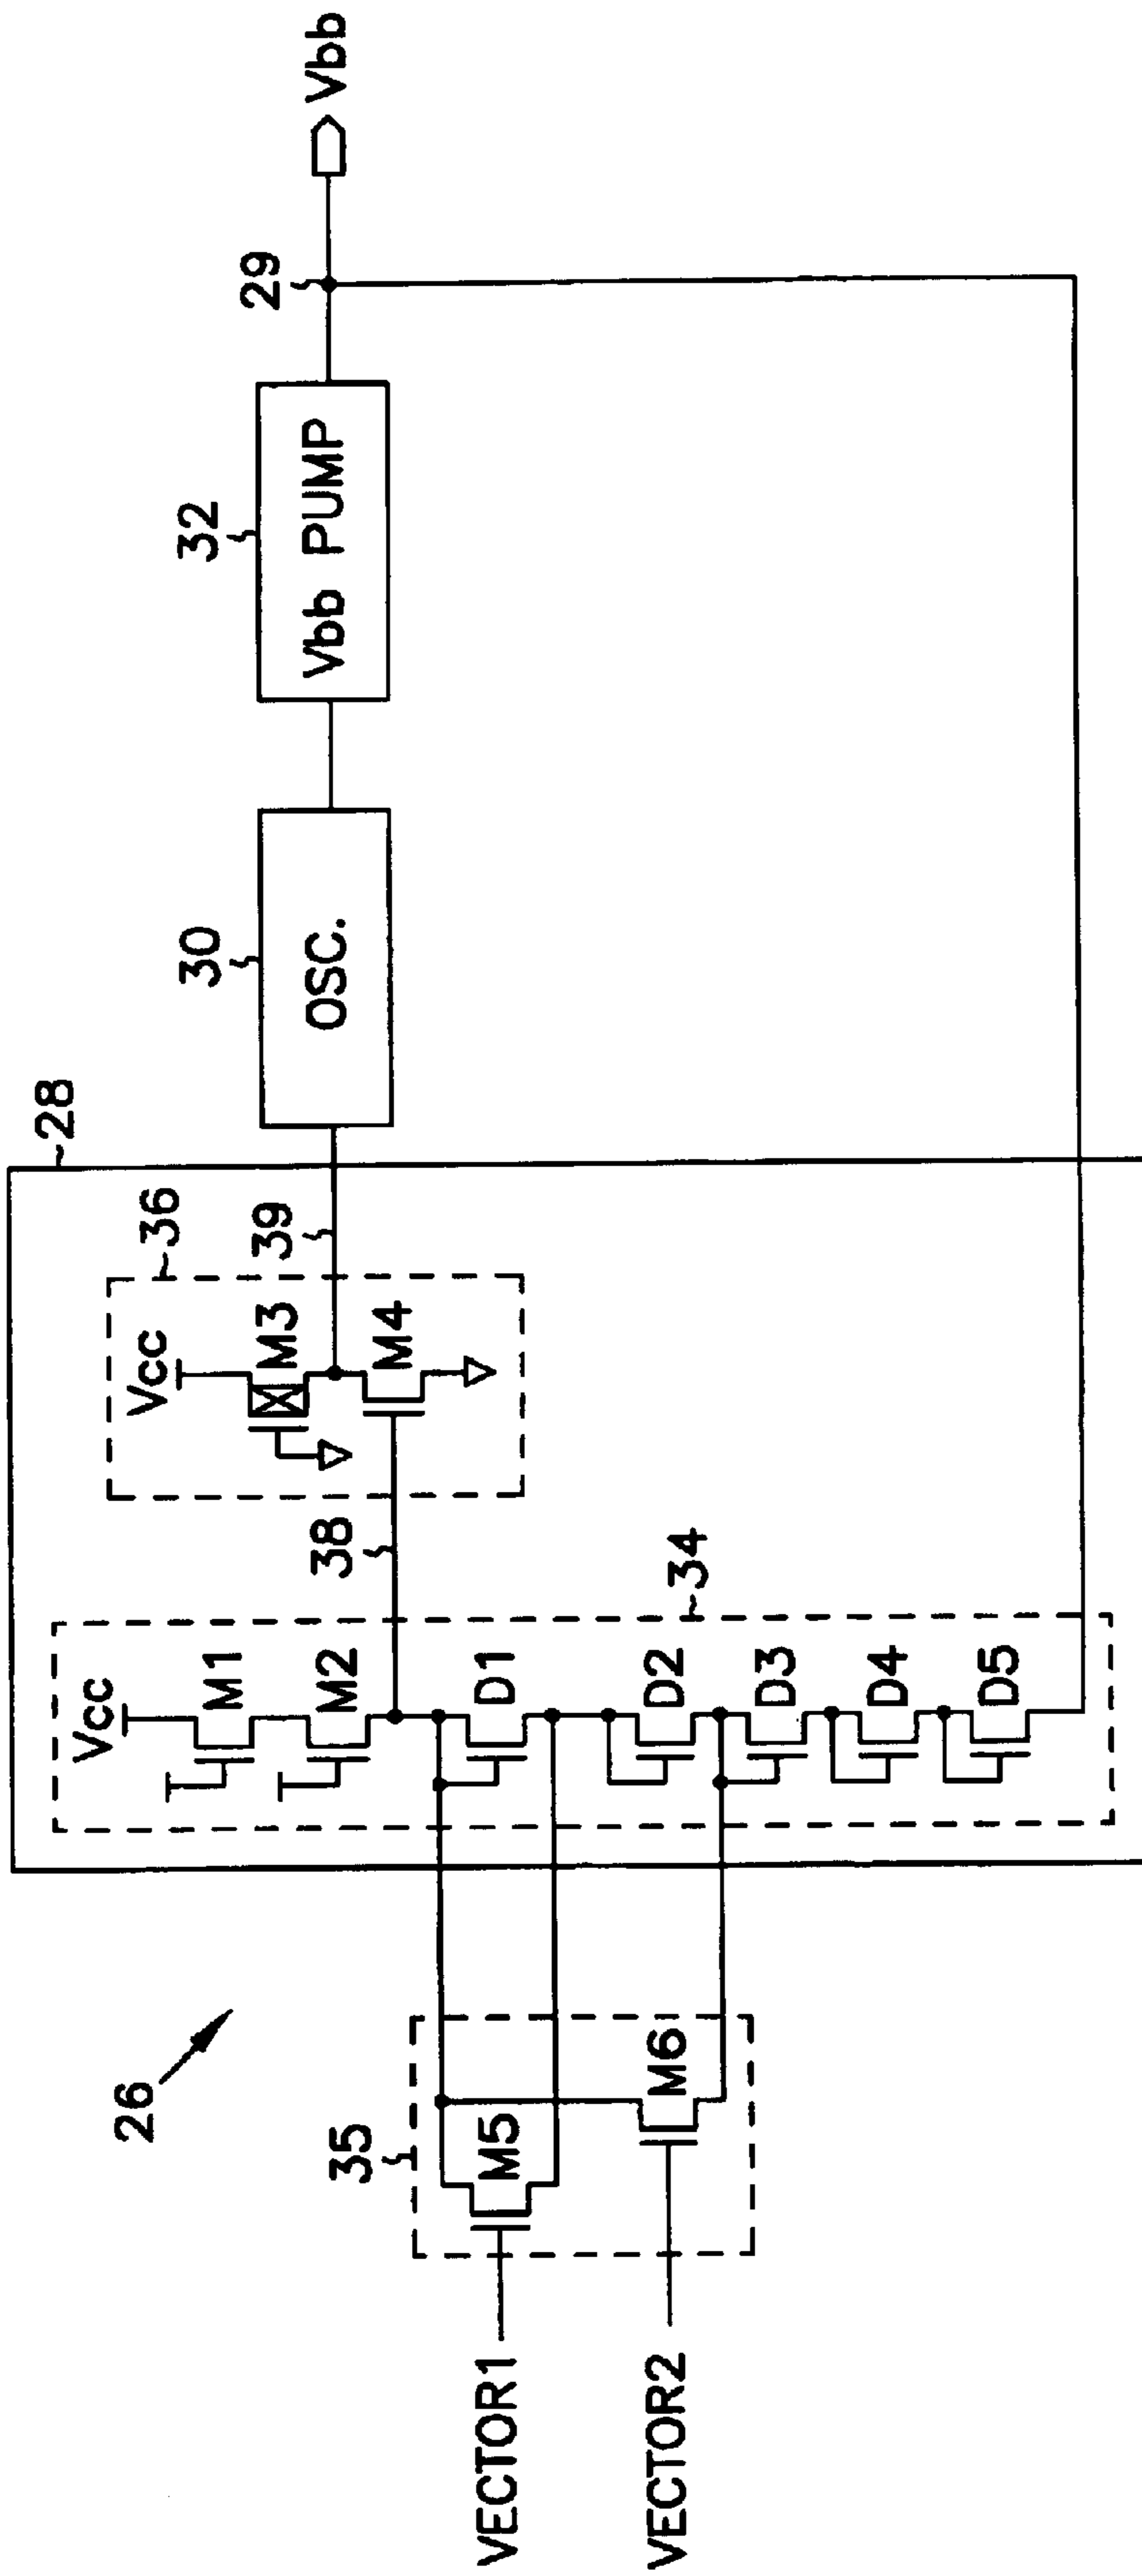 26
28
Vcc
M1
M2
38
D1
D2
D3
D4
D5
34
36
Vcc
M3
M4
39
30
OSC.
32
Vbb PUMP
29
Vbb
35
M5
M6
VECTOR1
VECTOR2